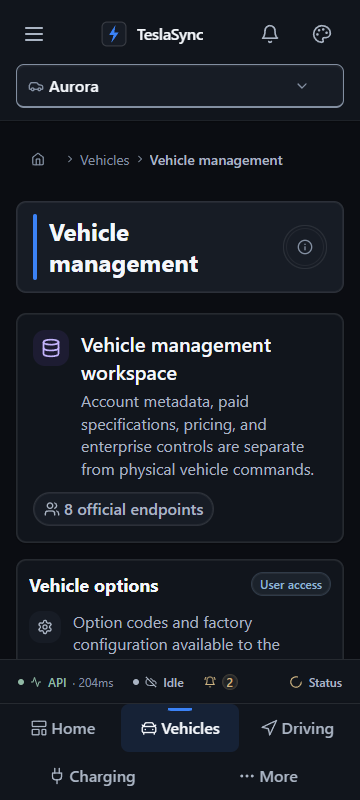 TeslaSync
Aurora
Vehicles
Vehicle management
Vehicle
management
Vehicle management
workspace
Account metadata, paid
specifications, pricing, and
enterprise controls are separate
from physical vehicle commands.
8 official endpoints
Vehicle options
User access
Option codes and factory
configuration available to the
API · 204ms
Idle
2
Status
Home
Vehicles
Driving
Charging
More